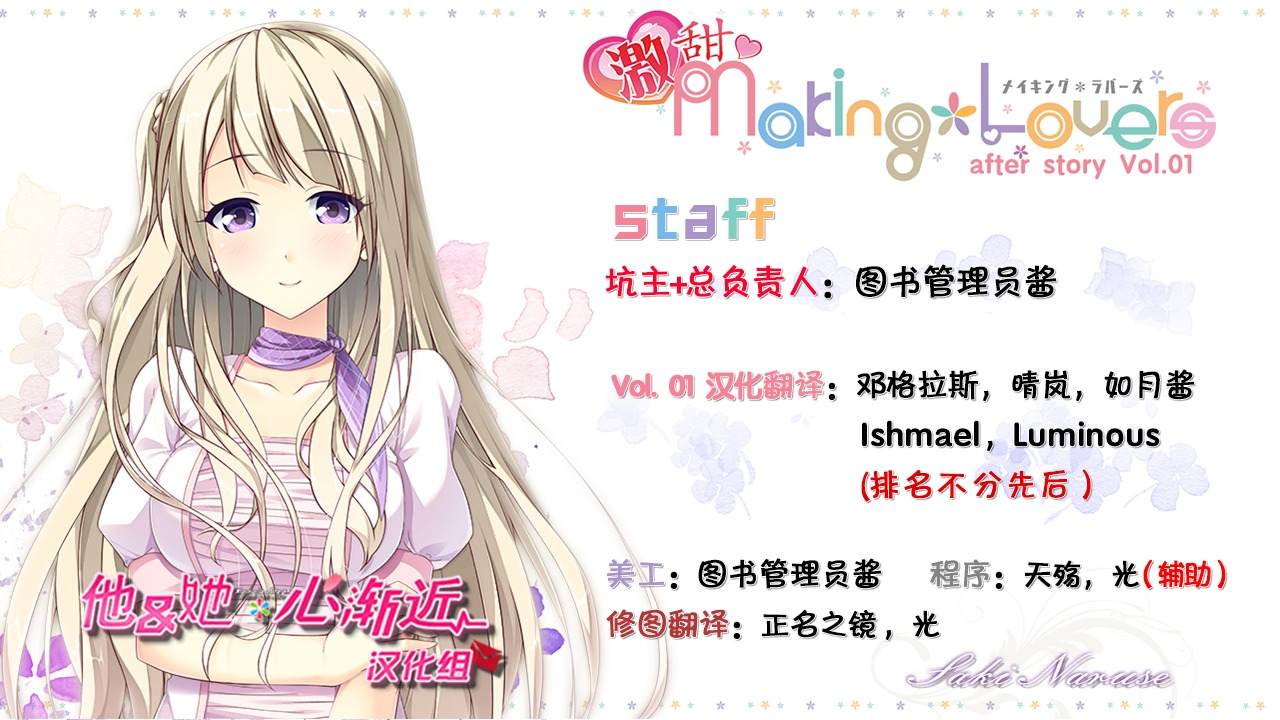 激甜
メイキング＊ラバーズ
Making＊Lovers
after story Vol.01
staff
坑主+总负责人：图书管理员酱
Vol. 01 汉化翻译：邓格拉斯，晴岚，如月酱
Ishmael，Luminous
(排名不分先后 )
美工：图书管理员酱 程序：天殇，光(辅助)
修图翻译：正名之镜，光
他&她 心渐近
汉化组
Saki Naruse